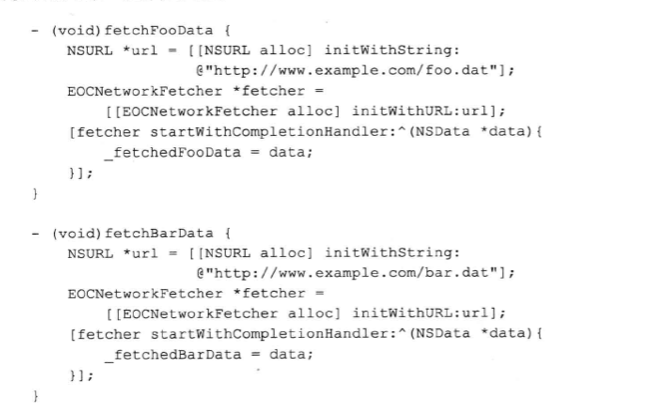 - (void)fetchFooData {
NSURL *url = [[NSURL alloc] initWithString:
@"http://www.example.com/foo.dat"];
EOCNetworkFetcher *fetcher =
[[EOCNetworkFetcher alloc] initWithURL:url];
[fetcher startWithCompletionHandler:^(NSData *data){
_fetchedFooData = data;
}];
}
- (void)fetchBarData {
NSURL *url = [[NSURL alloc] initWithString:
@"http://www.example.com/bar.dat"];
EOCNetworkFetcher *fetcher =
[[EOCNetworkFetcher alloc] initWithURL:url];
[fetcher startWithCompletionHandler:^(NSData *data){
_fetchedBarData = data;
}];
}